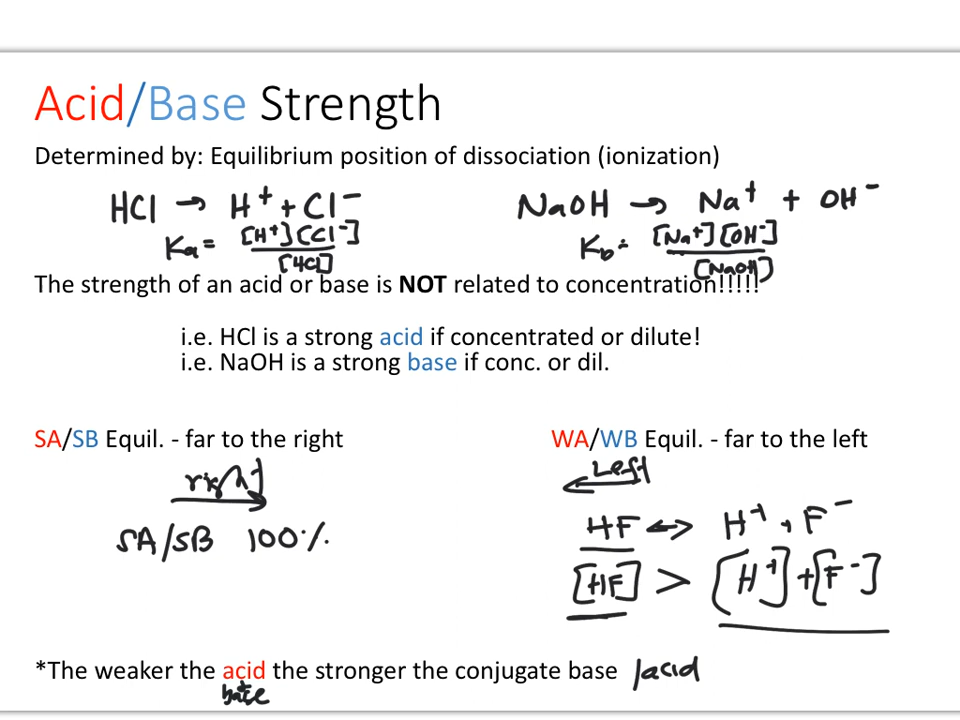 Acid/Base Strength
Determined by: Equilibrium position of dissociation (ionization)
HCl → H⁺ + Cl⁻
NaOH → Na⁺ + OH⁻
Ka = [H⁺][Cl⁻] / [HCl]
Kb = [Na⁺][OH⁻] / [NaOH]
The strength of an acid or base is NOT related to concentration!!!!!
i.e. HCl is a strong acid if concentrated or dilute!
i.e. NaOH is a strong base if conc. or dil.
SA/SB Equil. - far to the right
WA/WB Equil. - far to the left
right
Left
SA/SB 100%
HF ↔ H⁺ + F⁻
[HF] > [H⁺]+[F⁻]
*The weaker the acid the stronger the conjugate base /acid
base